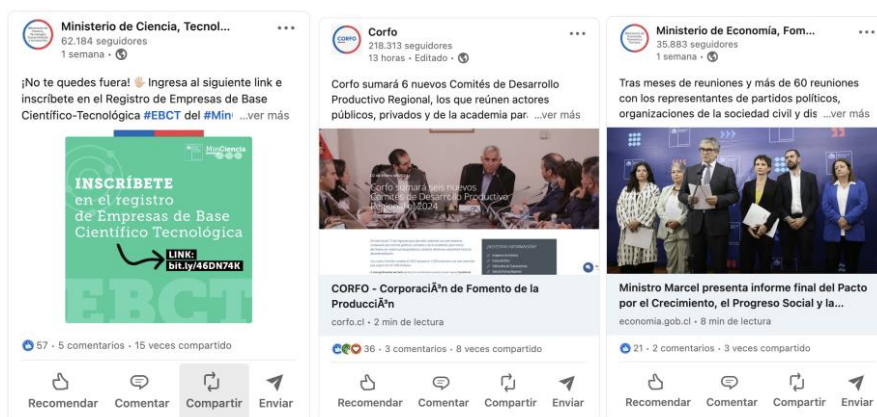 Ministerio de Ciencia, Tecnol...
62.184 seguidores
1 semana •
¡No te quedes fuera! 🖐🏻 Ingresa al siguiente link e
inscríbete en el Registro de Empresas de Base
Científico-Tecnológica #EBCT del #Min ...ver más
MinCiencia
INSCRÍBETE
en el registro
de Empresas de Base
Científico Tecnológica
LINK:
bit.ly/46DN74K
EBCT
57 • 5 comentarios • 15 veces compartido
Recomendar Comentar Compartir Enviar
CORFO
Corfo
218.313 seguidores
13 horas • Editado •
Corfo sumará 6 nuevos Comités de Desarrollo
Productivo Regional, los que reúnen actores
públicos, privados y de la academia par. ...ver más
Corfo sumará seis nuevos
Comités de Desarrollo Productivo
Regional el 2024
CORFO - CorporaciÃ³n de Fomento de la
ProducciÃ³n
corfo.cl • 2 min de lectura
36 • 3 comentarios • 8 veces compartido
Recomendar Comentar Compartir Enviar
Ministerio de Economía, Fom...
35.883 seguidores
1 semana •
Tras meses de reuniones y más de 60 reuniones
con los representantes de partidos políticos,
organizaciones de la sociedad civil y dis ...ver más
Ministro Marcel presenta informe final del Pacto
por el Crecimiento, el Progreso Social y la...
economia.gob.cl • 8 min de lectura
21 • 2 comentarios • 3 veces compartido
Recomendar Comentar Compartir Enviar